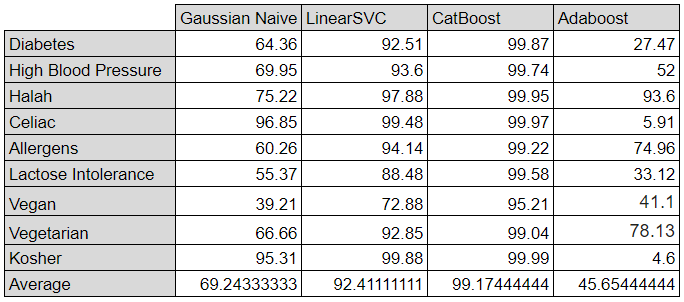 Gaussian Naive LinearSVC CatBoost Adaboost
Diabetes 64.36 92.51 99.87 27.47
High Blood Pressure 69.95 93.6 99.74 52
Halah 75.22 97.88 99.95 93.6
Celiac 96.85 99.48 99.97 5.91
Allergens 60.26 94.14 99.22 74.96
Lactose Intolerance 55.37 88.48 99.58 33.12
Vegan 39.21 72.88 95.21 41.1
Vegetarian 66.66 92.85 99.04 78.13
Kosher 95.31 99.88 99.99 4.6
Average 69.24333333 92.41111111 99.17444444 45.65444444